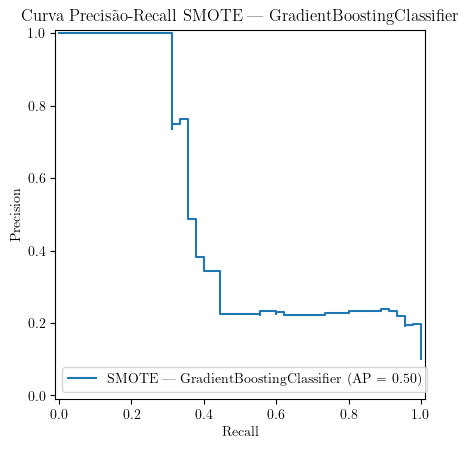 Curva Precisão-Recall SMOTE — GradientBoostingClassifier
1.0
0.8
0.6
0.4
0.2
0.0
Precision
SMOTE — GradientBoostingClassifier (AP = 0.50)
0.0 0.2 0.4 0.6 0.8 1.0
Recall